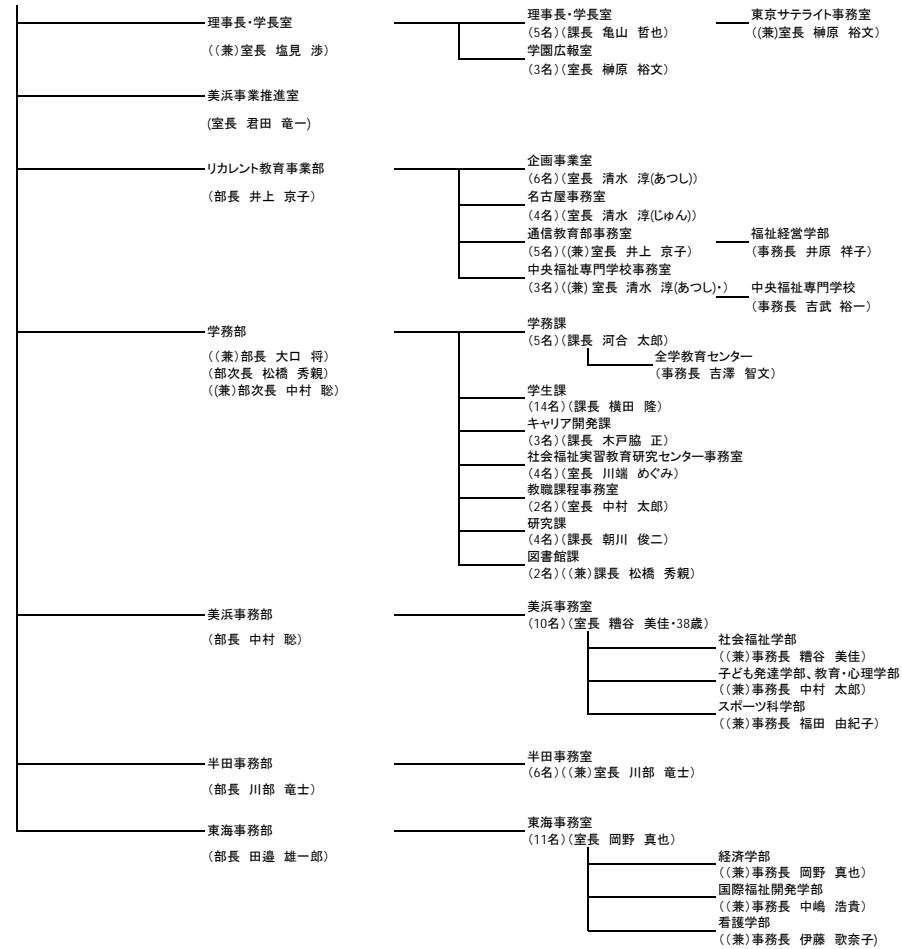 理事長・学長室
((兼)室長 塩見 渉)
理事長・学長室
(5名)(課長 亀山 哲也)
東京サテライト事務室
((兼)室長 榊原 裕文)
学園広報室
(3名)(室長 榊原 裕文)
美浜事業推進室
(室長 君田 竜一)
リカレント教育事業部
(部長 井上 京子)
企画事業室
(6名)(室長 清水 淳(あつし))
名古屋事務室
(4名)(室長 清水 淳(じゅん))
通信教育部事務室
(5名)((兼)室長 井上 京子)
福祉経営学部
(事務長 井原 祥子)
中央福祉専門学校事務室
(3名)((兼) 室長 清水 淳(あつし)・)
中央福祉専門学校
(事務長 吉武 裕一)
学務部
((兼)部長 大口 将)
(部次長 松橋 秀親)
((兼)部次長 中村 聡)
学務課
(5名)(課長 河合 太郎)
全学教育センター
(事務長 吉澤 智文)
学生課
(14名)(課長 横田 隆)
キャリア開発課
(3名)(課長 木戸脇 正)
社会福祉実習教育研究センター事務室
(4名)(室長 川端 めぐみ)
教職課程事務室
(2名)(室長 中村 太郎)
研究課
(4名)(課長 朝川 俊二)
図書館課
(2名)((兼)課長 松橋 秀親)
美浜事務部
(部長 中村 聡)
美浜事務室
(10名)(室長 糟谷 美佳・38歳)
社会福祉学部
((兼)事務長 糟谷 美佳)
子ども発達学部、教育・心理学部
((兼)事務長 中村 太郎)
スポーツ科学部
((兼)事務長 福田 由紀子)
半田事務部
(部長 川部 竜士)
半田事務室
(6名)((兼)室長 川部 竜士)
東海事務部
(部長 田邉 雄一郎)
東海事務室
(11名)(室長 岡野 真也)
経済学部
((兼)事務長 岡野 真也)
国際福祉開発学部
((兼)事務長 中嶋 浩貴)
看護学部
((兼)事務長 伊藤 歌奈子)